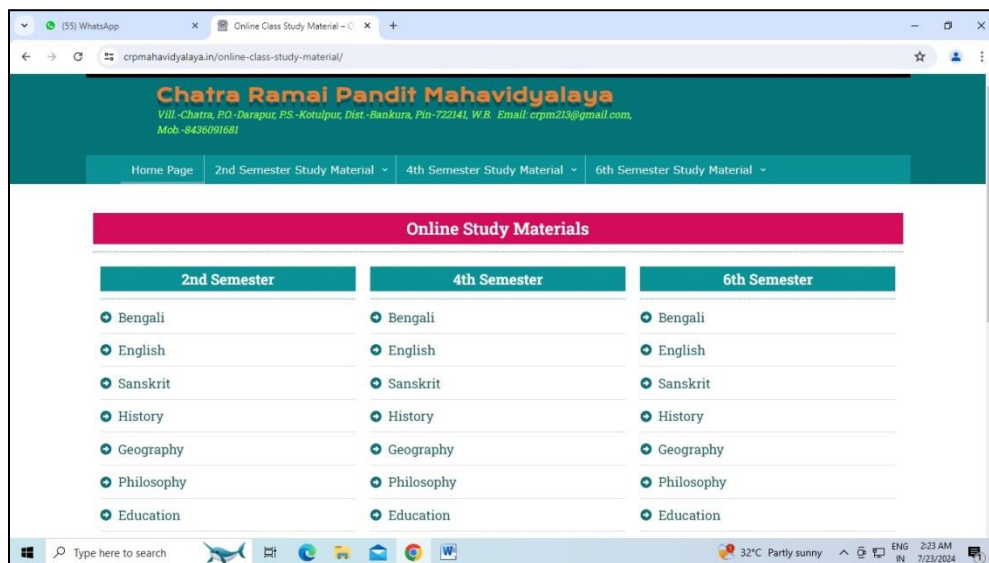 (55) WhatsApp
Online Class Study Material – C
crpmahavidyalaya.in/online-class-study-material/
Chatra Ramai Pandit Mahavidyalaya
Vill.-Chatra, P.O.-Darapur, P.S.-Kotulpur, Dist.-Bankura, Pin-722141, W.B. Email: crpm213@gmail.com,
Mob.-8436091681
Home Page 2nd Semester Study Material 4th Semester Study Material 6th Semester Study Material
Online Study Materials
2nd Semester 4th Semester 6th Semester
Bengali Bengali Bengali
English English English
Sanskrit Sanskrit Sanskrit
History History History
Geography Geography Geography
Philosophy Philosophy Philosophy
Education Education Education
Type here to search 32°C Partly sunny ENG 2:23 AM
IN 7/23/2024